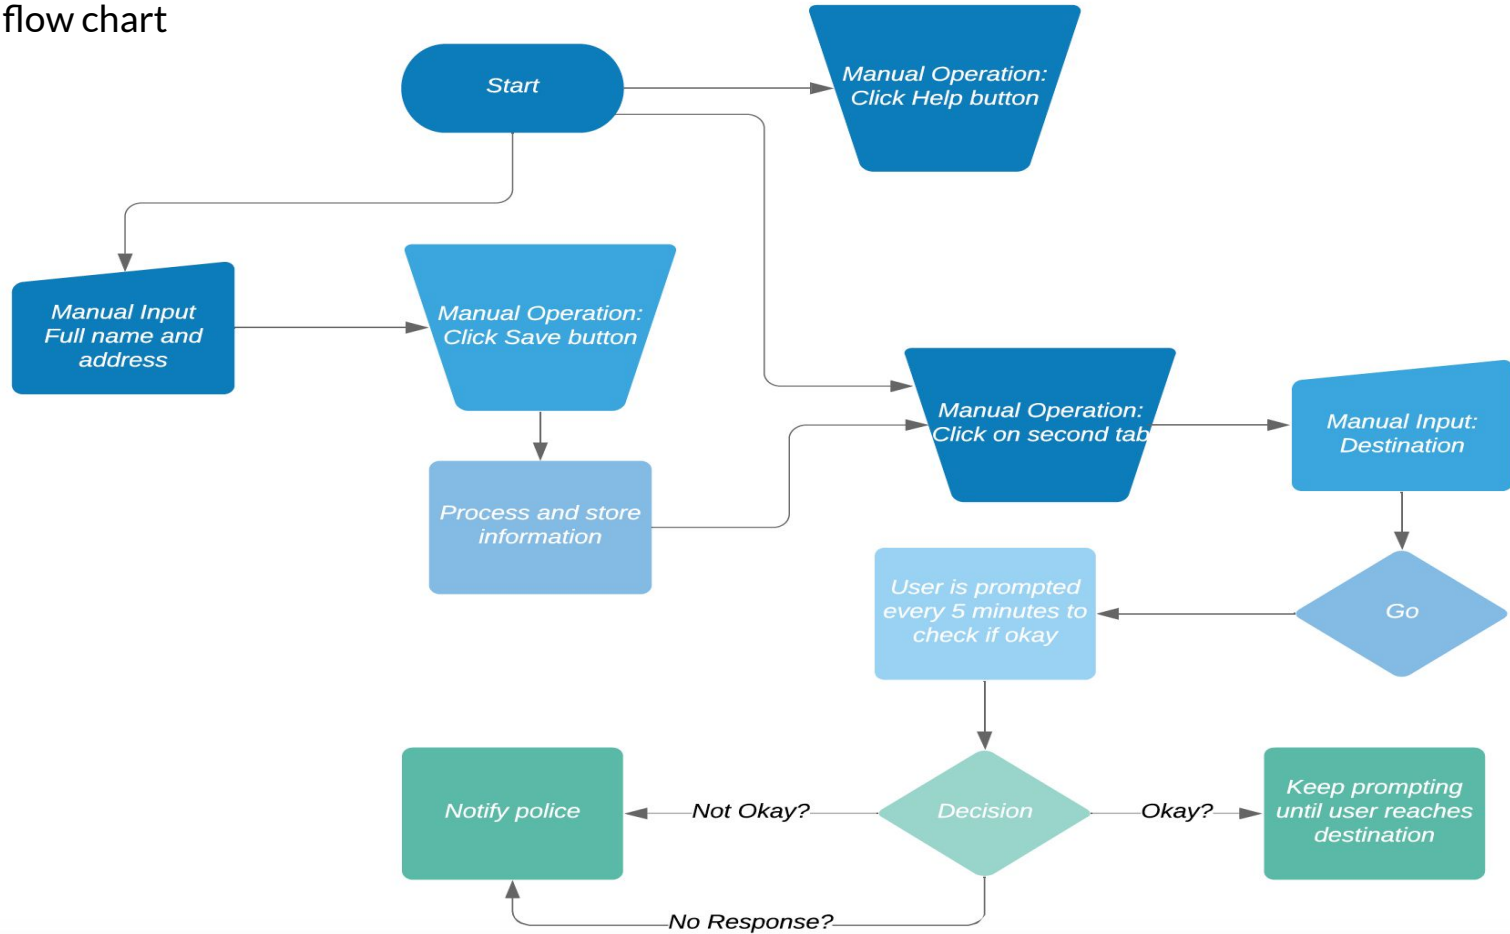 flow chart
Start
Manual Operation:
Click Help button
Manual Input
Full name and
address
Manual Operation:
Click Save button
Process and store
information
Manual Operation:
Click on second tab
Manual Input:
Destination
Go
User is prompted
every 5 minutes to
check if okay
Decision
Not Okay?
Notify police
Okay?
Keep prompting
until user reaches
destination
No Response?